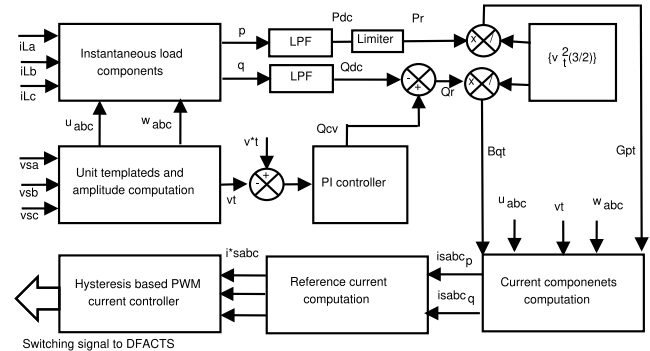 iLa
iLb
iLc
Instantaneous load
components
p
q
LPF
LPF
Pdc
Qdc
Limiter
Pr
x /
{v t 2 (3/2)}
- +
Qr
x /
u abc
w abc
Qcv
v*t
vsa
vsb
vsc
Unit templateds and
amplitude computation
vt
+ -
PI controller
Bqt
Gpt
u abc
vt
w abc
Hysteresis based PWM
current controller
i*sabc
Reference current
computation
isabc p
isabc q
Current componenets
computation
Switching signal to DFACTS